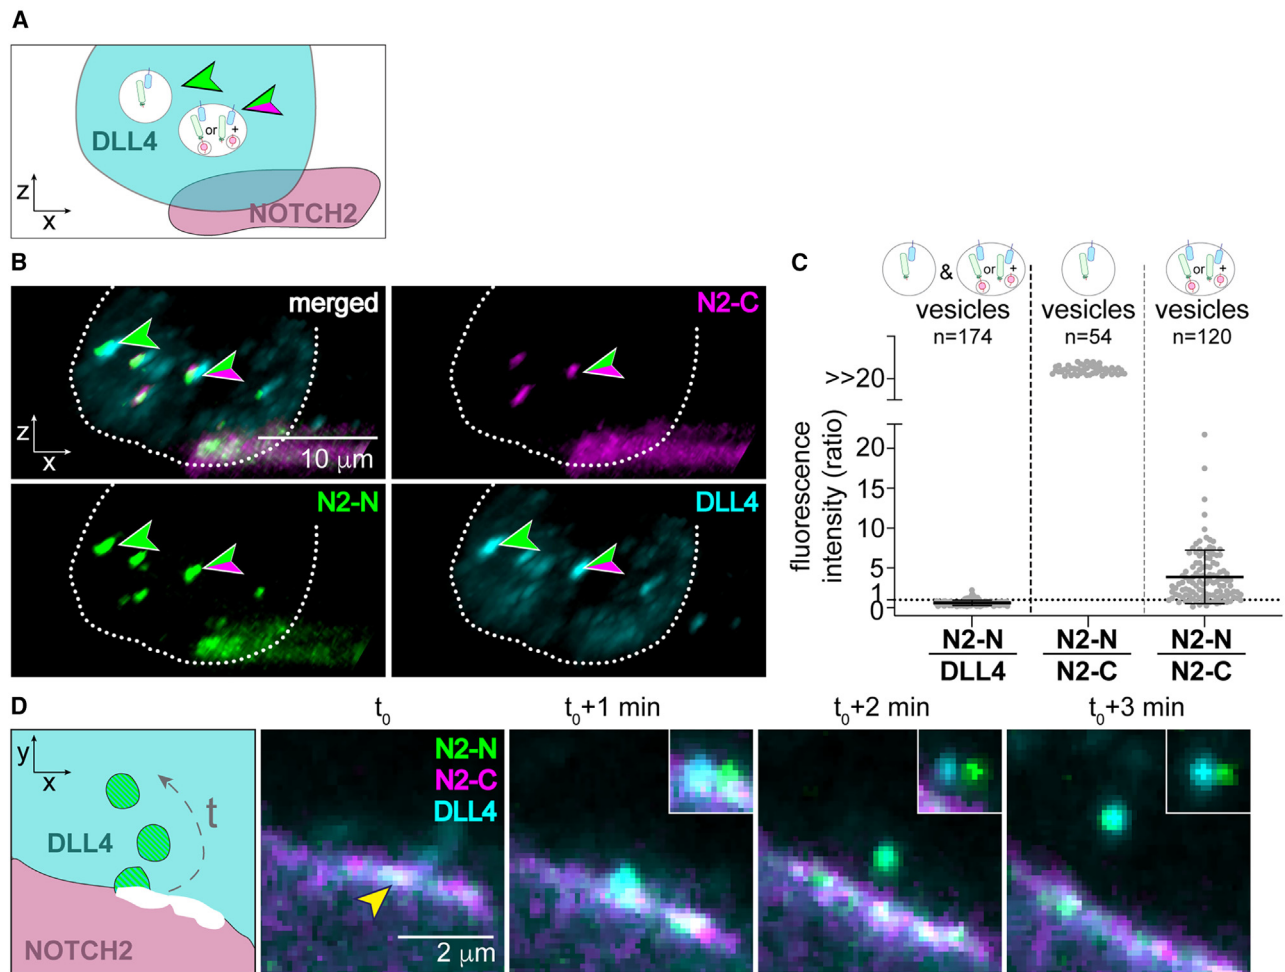 A
DLL4
or
+
NOTCH2
z
x
B
merged
z
x
10 µm
N2-C
N2-N
DLL4
C
&
or
+
or
+
vesicles
vesicles
vesicles
n=174
n=54
n=120
fluorescence
intensity (ratio)
>>20
20
15
10
5
1
0
N2-N
DLL4
N2-N
N2-C
N2-N
N2-C
D
t0
t0+1 min
t0+2 min
t0+3 min
y
x
t
DLL4
NOTCH2
N2-N
N2-C
DLL4
2 µm